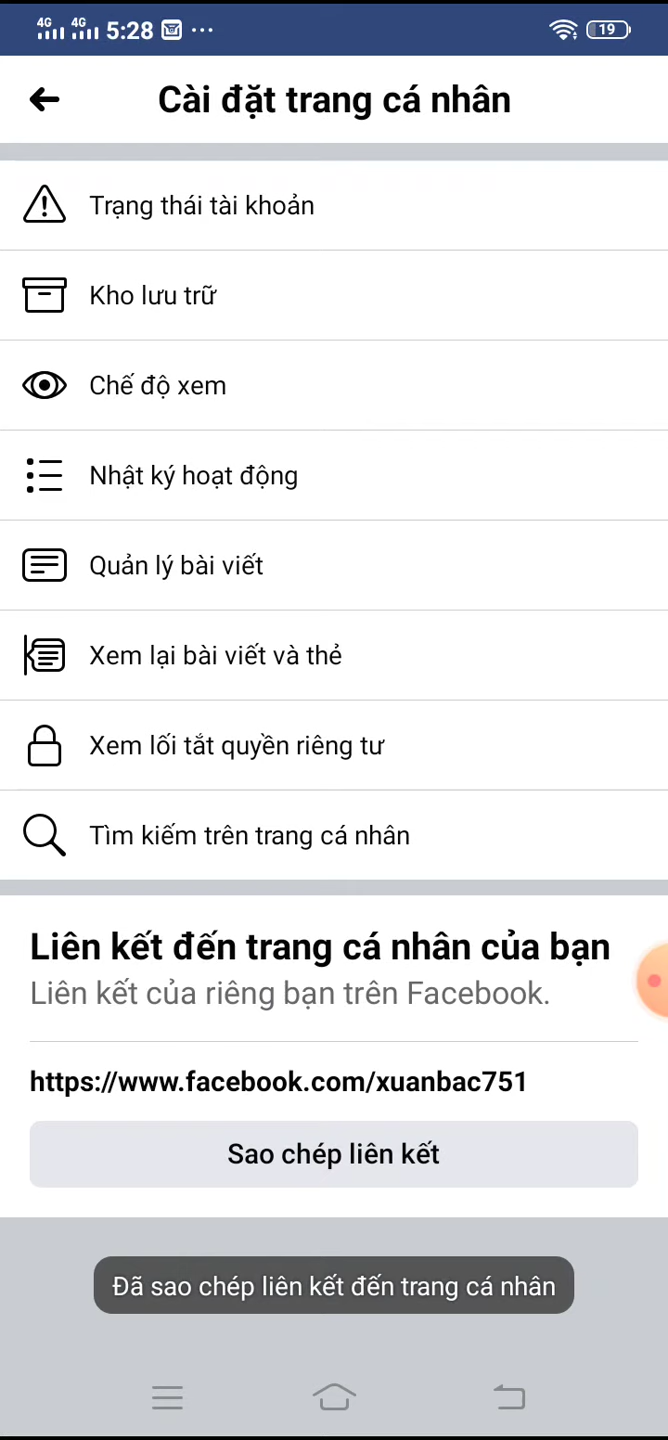 4G 4G 5:28 ... 19
Cài đặt trang cá nhân
Trạng thái tài khoản
Kho lưu trữ
Chế độ xem
Nhật ký hoạt động
Quản lý bài viết
Xem lại bài viết và thẻ
Xem lối tắt quyền riêng tư
Tìm kiếm trên trang cá nhân
Liên kết đến trang cá nhân của bạn
Liên kết của riêng bạn trên Facebook.
https://www.facebook.com/xuanbac751
Sao chép liên kết
Đã sao chép liên kết đến trang cá nhân